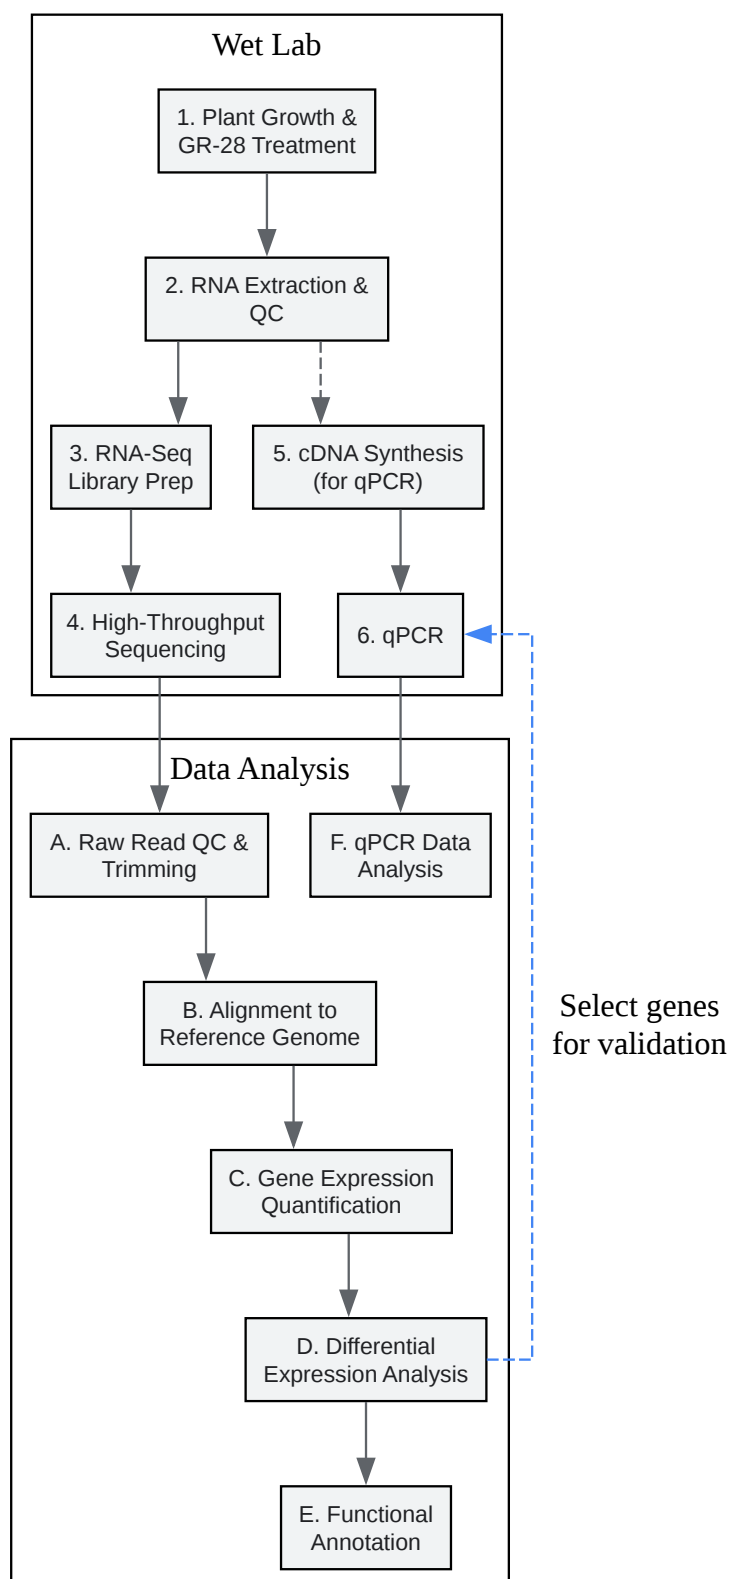 Wet Lab
1. Plant Growth &
GR-28 Treatment
2. RNA Extraction &
QC
3. RNA-Seq
Library Prep
5. cDNA Synthesis
(for qPCR)
4. High-Throughput
Sequencing
6. qPCR
Data Analysis
A. Raw Read QC &
Trimming
F. qPCR Data
Analysis
B. Alignment to
Reference Genome
Select genes
for validation
C. Gene Expression
Quantification
D. Differential
Expression Analysis
E. Functional
Annotation